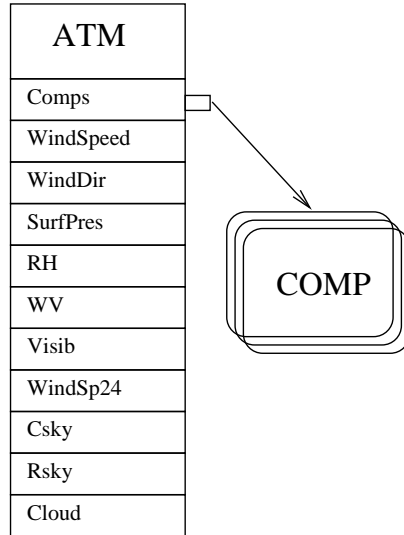 ATM
Comps
WindSpeed
WindDir
SurfPres
RH
WV
Visib
WindSp24
Csky
Rsky
Cloud
COMP